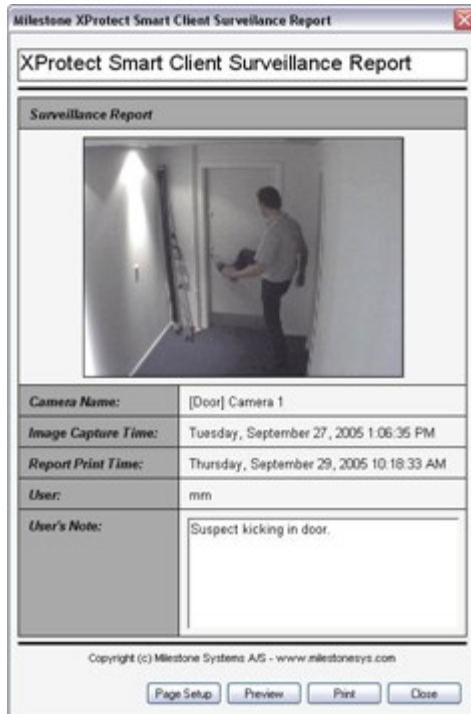 Milestone XProtect Smart Client Surveillance Report
XProtect Smart Client Surveillance Report
Surveillance Report
Camera Name: [Door] Camera 1
Image Capture Time: Tuesday, September 27, 2005 1:06:35 PM
Report Print Time: Thursday, September 29, 2005 10:18:33 AM
User: mm
User's Note: Suspect kicking in door.
Copyright (c) Milestone Systems A/S - www.milestonesys.com
Page Setup Preview Print Close